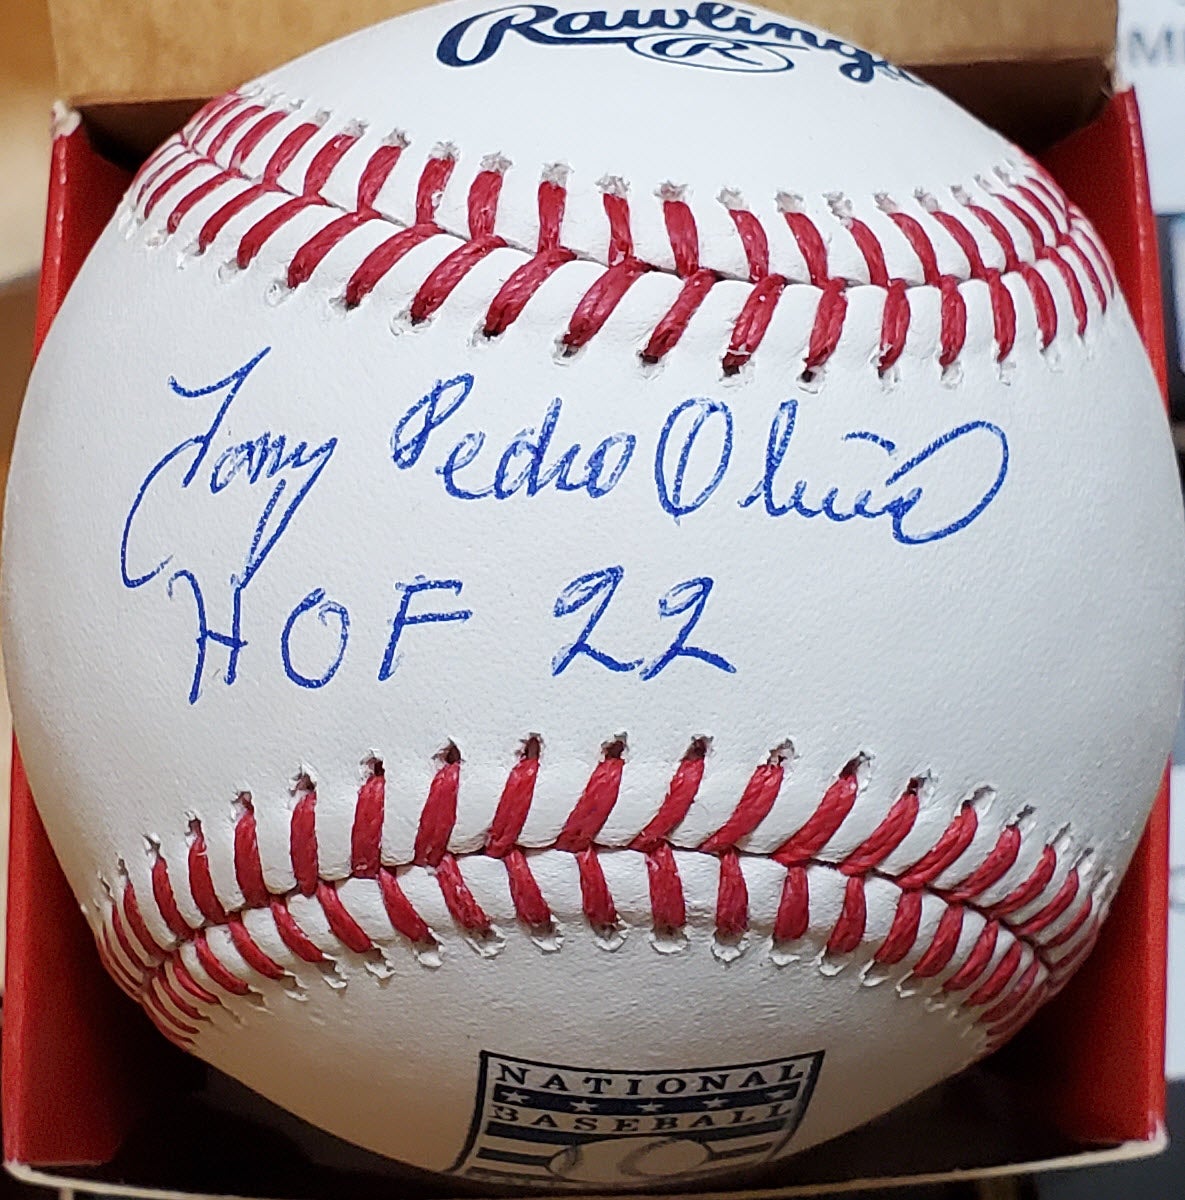 Rawlings
R
Tony Pedro Oliva
HOF 22
NATIONAL
BASEBALL